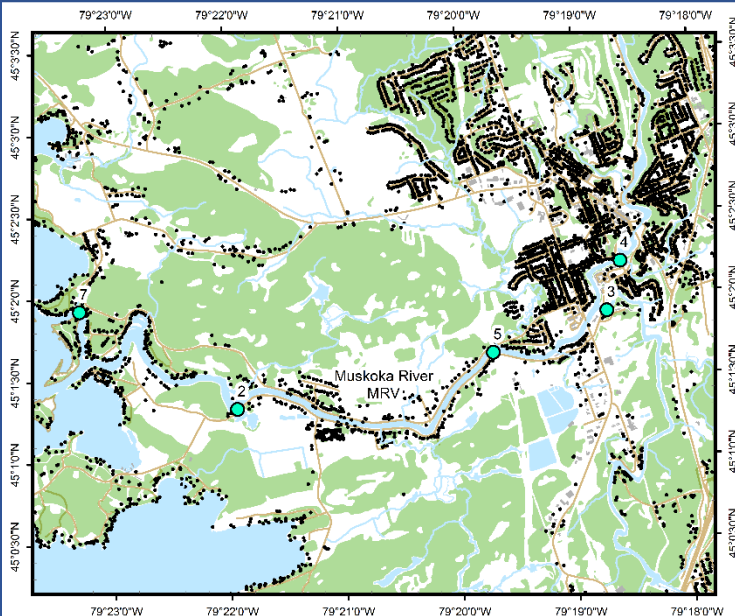 79°23'0"W 79°22'0"W 79°21'0"W 79°20'0"W 79°19'0"W 79°18'0"W
45°3'30"N 45°3'30"N
45°3'0"N 45°3'0"N
45°2'30"N 45°2'30"N
4
45°2'0"N 45°2'0"N
7
3
5
45°1'30"N 45°1'30"N
Muskoka River
MRV
2
45°1'0"N 45°1'0"N
45°0'30"N 45°0'30"N
79°23'0"W 79°22'0"W 79°21'0"W 79°20'0"W 79°19'0"W 79°18'0"W